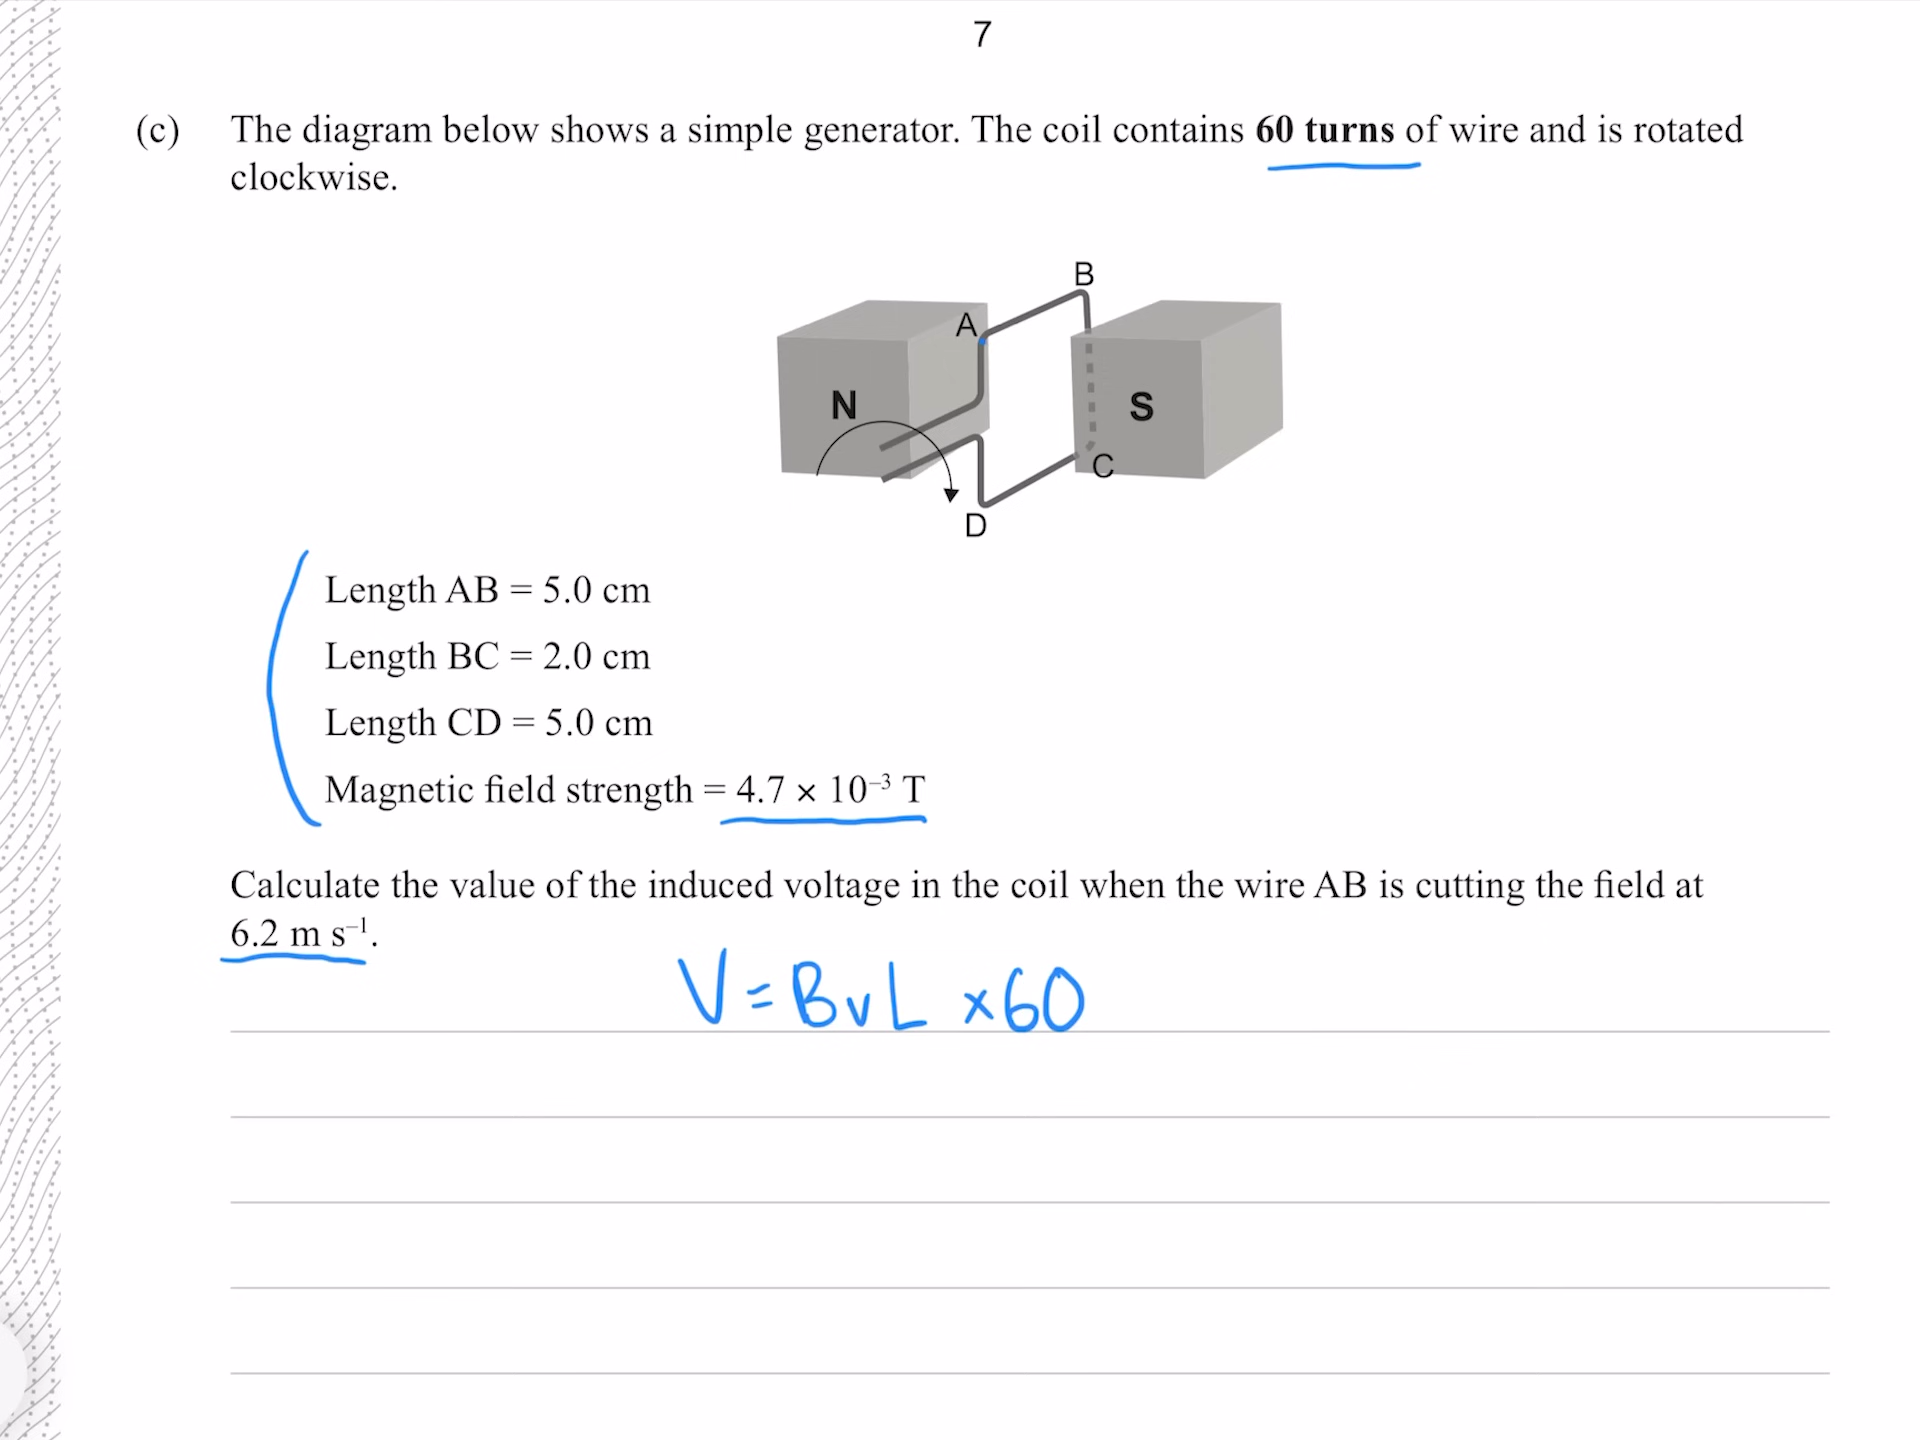 7
(c) The diagram below shows a simple generator. The coil contains 60 turns of wire and is rotated
clockwise.
B
A
N
S
C
D
Length AB = 5.0 cm
Length BC = 2.0 cm
Length CD = 5.0 cm
Magnetic field strength = 4.7 × 10⁻³ T
Calculate the value of the induced voltage in the coil when the wire AB is cutting the field at
6.2 m s⁻¹.
V = BvL ×60